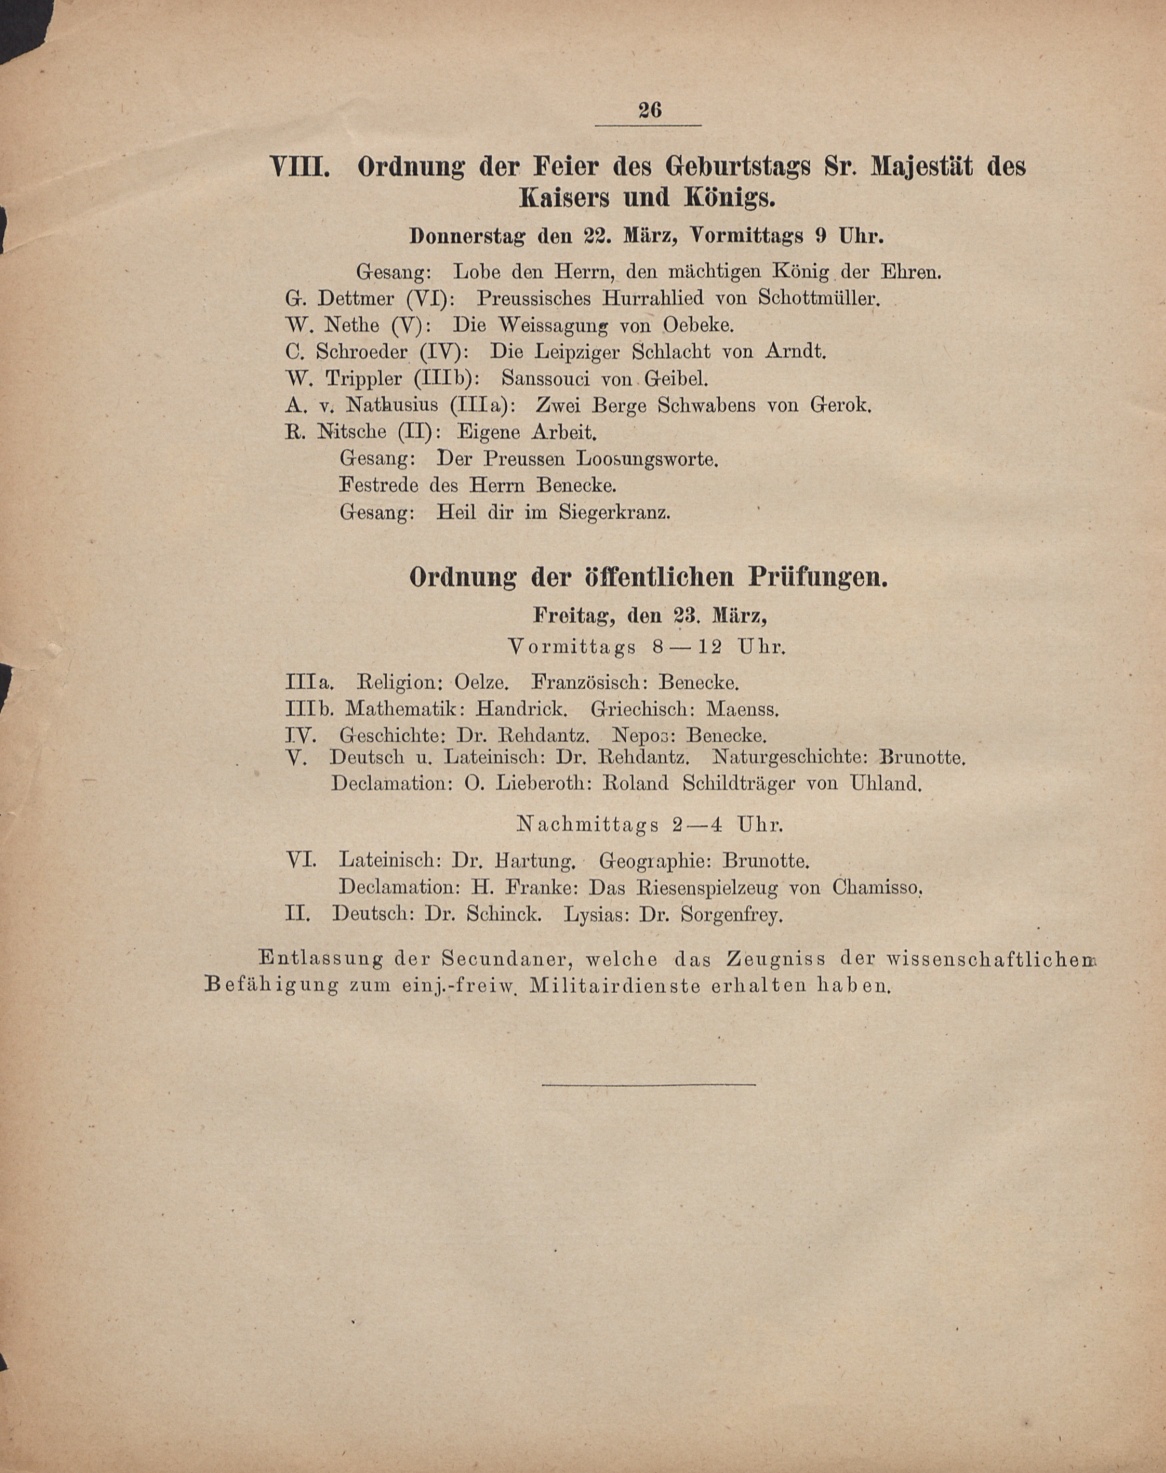 26
VIII. Ordnung der Feier des Geburtstags Sr. Majestät des
Kaisers und Königs.
Donnerstag den 22. März, Vormittags 9 Uhr.
Gesang: Lobe den Herrn, den mächtigen König der Ehren.
G. Dettmer (VI): Preussisches Hurrahlied von Schottmüller.
W. Nethe (V): Die Weissagung von Oebeke.
C. Schroeder (IV): Die Leipziger Schlacht von Arndt.
W. Trippler (IIIb): Sanssouci von Geibel.
A. v. Nathusius (IIIa): Zwei Berge Schwabens von Gerok.
R. Nitsche (II): Eigene Arbeit.
Gesang: Der Preussen Loosungsworte.
Festrede des Herrn Benecke.
Gesang: Heil dir im Siegerkranz.
Ordnung der öffentlichen Prüfungen.
Freitag, den 23. März,
Vormittags 8—12 Uhr.
IIIa. Religion: Oelze. Französisch: Benecke.
IIIb. Mathematik: Handrick. Griechisch: Maenss.
IV. Geschichte: Dr. Rehdantz. Nepos: Benecke.
V. Deutsch u. Lateinisch: Dr. Rehdantz. Naturgeschichte: Brunotte.
Declamation: O. Lieberoth: Roland Schildträger von Uhland.
Nachmittags 2—4 Uhr.
VI. Lateinisch: Dr. Hartung. Geographie: Brunotte.
Declamation: H. Franke: Das Riesenspielzeug von Chamisso.
II. Deutsch: Dr. Schinck. Lysias: Dr. Sorgenfrey.
Entlassung der Secundaner, welche das Zeugniss der wissenschaftlichen
Befähigung zum einj.-freiw. Militairdienste erhalten haben.